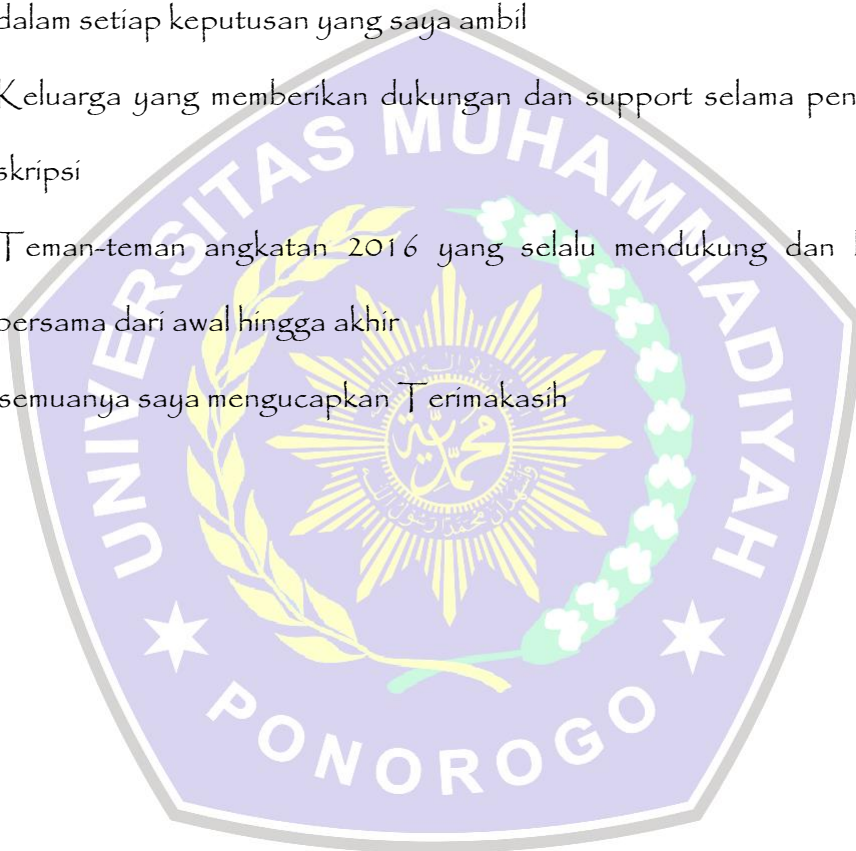 dalam setiap keputusan yang saya ambil
Keluarga yang memberikan dukungan dan support selama
skripsi
Teman-teman angkatan 2016 yang selalu mendukung dan
bersama dari awal hingga akhir
semuanya saya mengucapkan Terimakasih
UNIVERSITAS MUHAMMADIYAH
PONOROGO